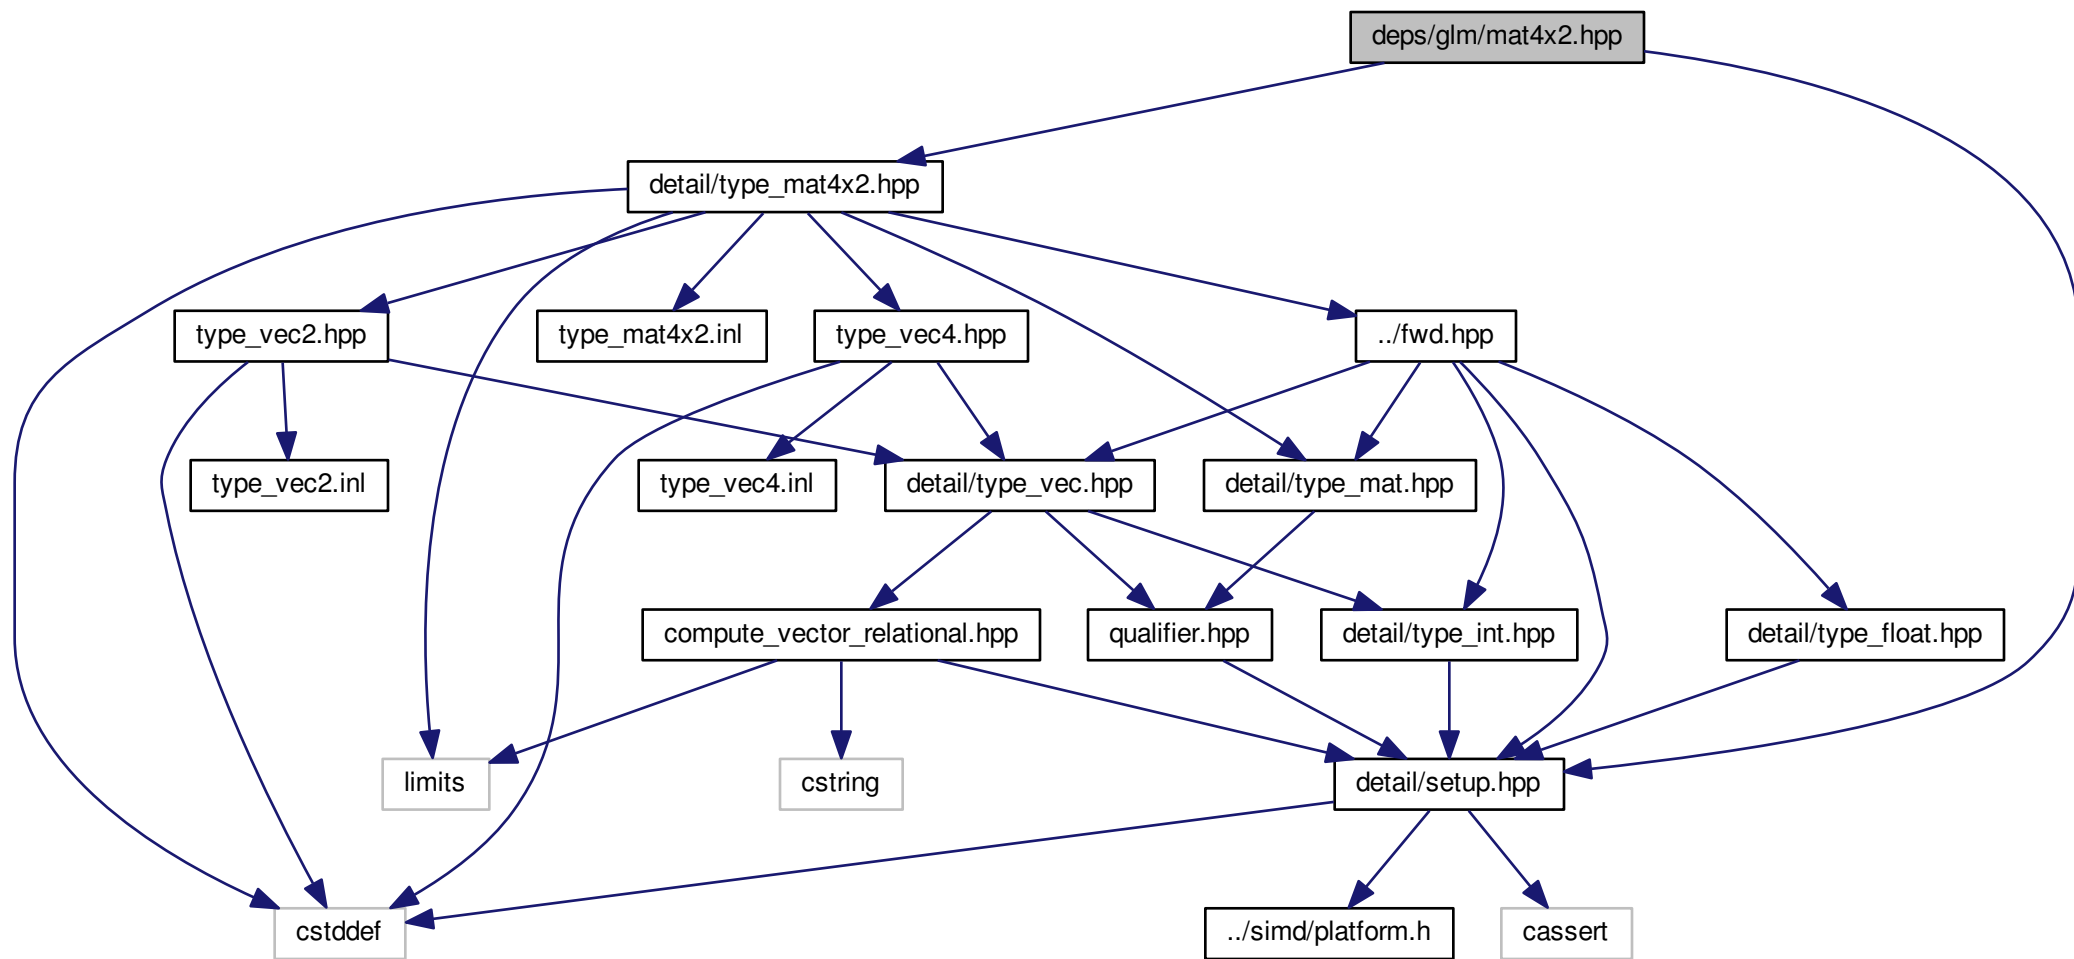 deps/glm/mat4x2.hpp
detail/type_mat4x2.hpp
type_vec2.hpp
type_mat4x2.inl
type_vec4.hpp
../fwd.hpp
type_vec2.inl
type_vec4.inl
detail/type_vec.hpp
detail/type_mat.hpp
compute_vector_relational.hpp
qualifier.hpp
detail/type_int.hpp
detail/type_float.hpp
limits
cstring
detail/setup.hpp
cstddef
../simd/platform.h
cassert